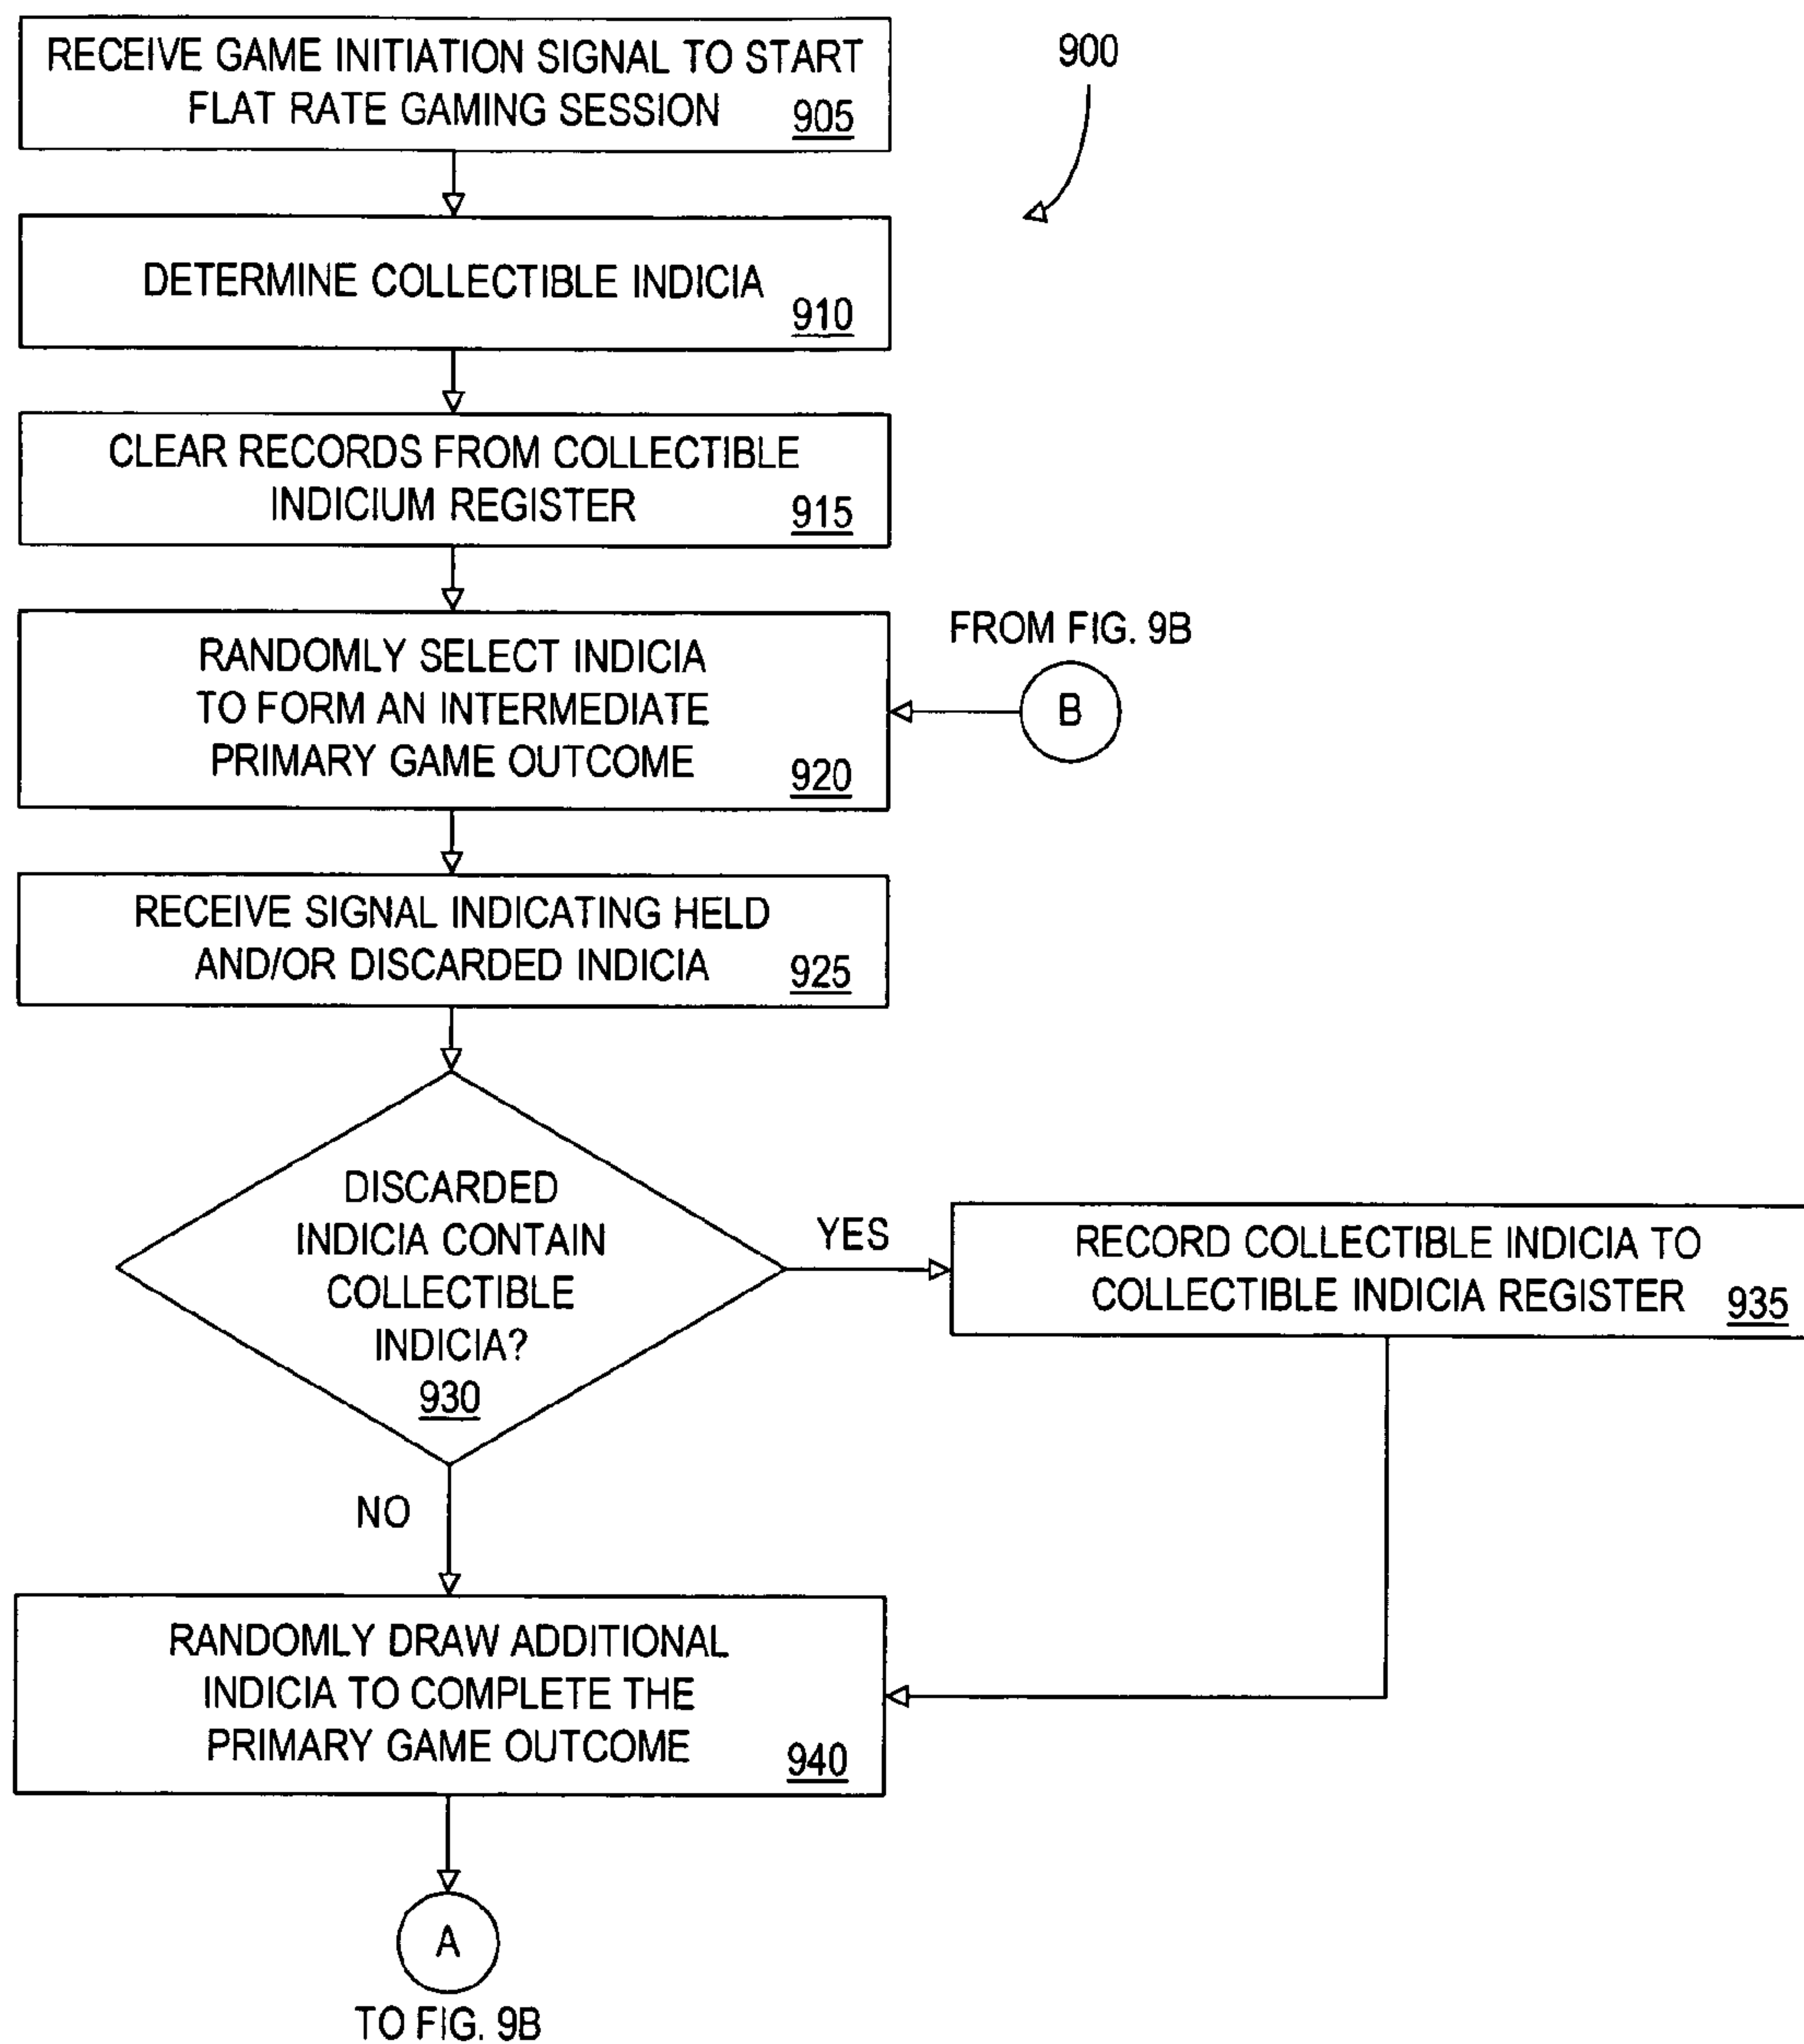 RECEIVE GAME INITIATION SIGNAL TO START
FLAT RATE GAMING SESSION 905
900
DETERMINE COLLECTIBLE INDICIA
910
CLEAR RECORDS FROM COLLECTIBLE
INDICIUM REGISTER 915
RANDOMLY SELECT INDICIA
TO FORM AN INTERMEDIATE
PRIMARY GAME OUTCOME 920
FROM FIG. 9B
B
RECEIVE SIGNAL INDICATING HELD
AND/OR DISCARDED INDICIA 925
DISCARDED
INDICIA CONTAIN
COLLECTIBLE
INDICIA?
930
YES
RECORD COLLECTIBLE INDICIA TO
COLLECTIBLE INDICIA REGISTER 935
NO
RANDOMLY DRAW ADDITIONAL
INDICIA TO COMPLETE THE
PRIMARY GAME OUTCOME 940
A
TO FIG. 9B